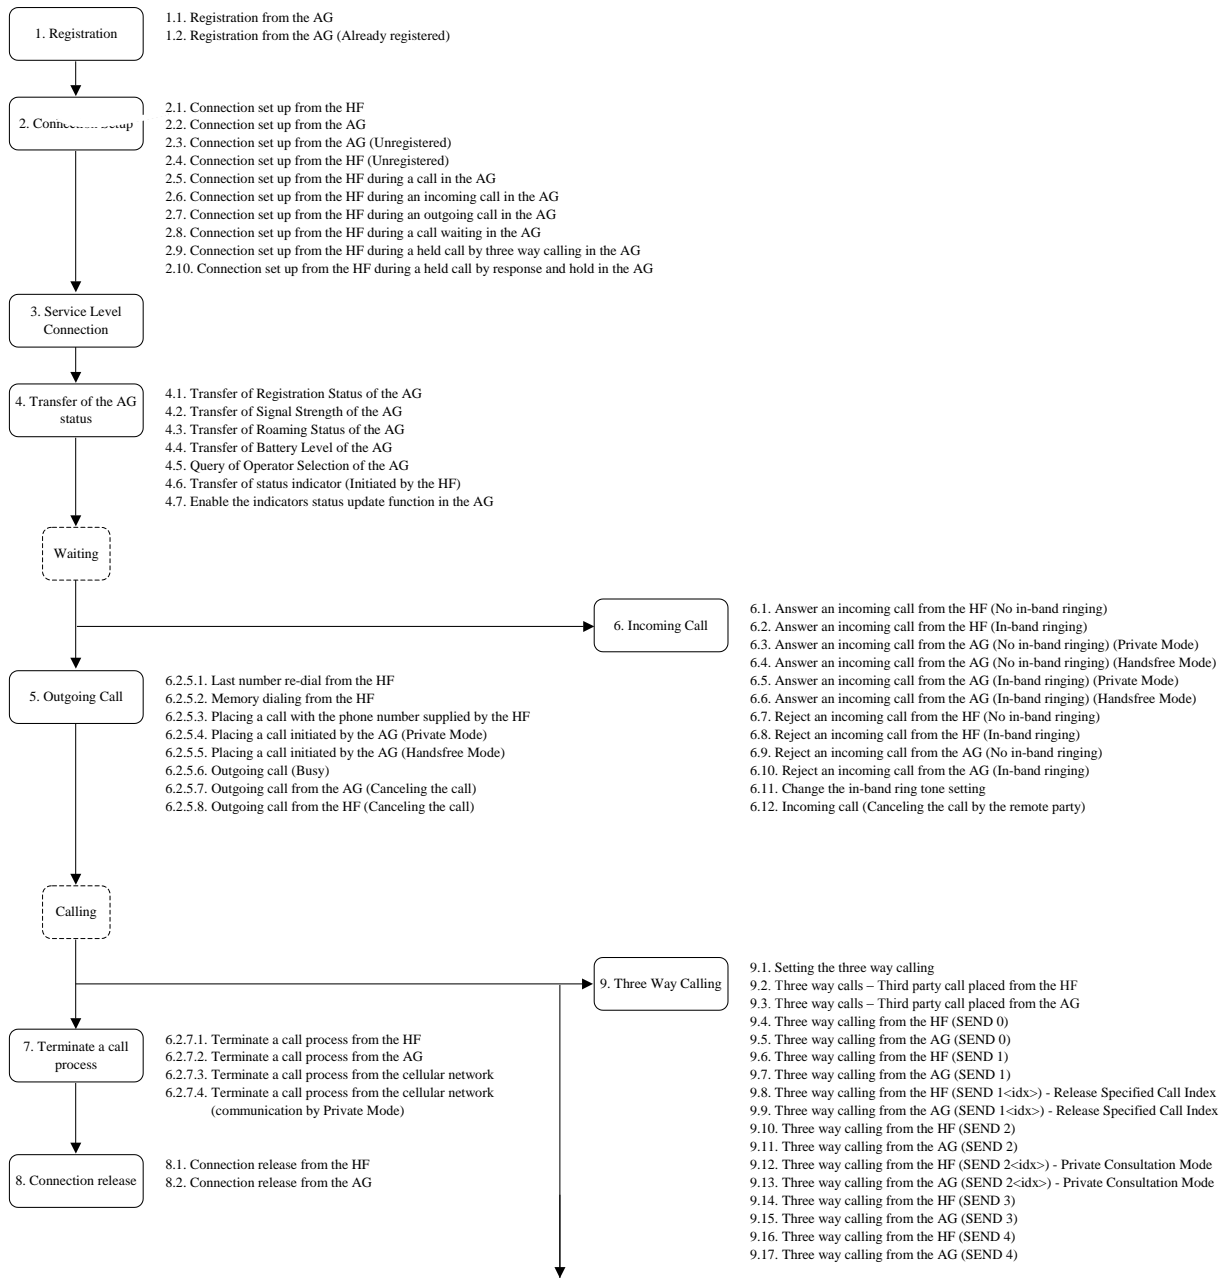 1. Registration
1.1. Registration from the AG
1.2. Registration from the AG (Already registered)
2. Connection Setup
2.1. Connection set up from the HF
2.2. Connection set up from the AG
2.3. Connection set up from the AG (Unregistered)
2.4. Connection set up from the HF (Unregistered)
2.5. Connection set up from the HF during a call in the AG
2.6. Connection set up from the HF during an incoming call in the AG
2.7. Connection set up from the HF during an outgoing call in the AG
2.8. Connection set up from the HF during a call waiting in the AG
2.9. Connection set up from the HF during a held call by three way calling in the AG
2.10. Connection set up from the HF during a held call by response and hold in the AG
3. Service Level
Connection
4. Transfer of the AG
status
4.1. Transfer of Registration Status of the AG
4.2. Transfer of Signal Strength of the AG
4.3. Transfer of Roaming Status of the AG
4.4. Transfer of Battery Level of the AG
4.5. Query of Operator Selection of the AG
4.6. Transfer of status indicator (Initiated by the HF)
4.7. Enable the indicators status update function in the AG
Waiting
6. Incoming Call
6.1. Answer an incoming call from the HF (No in-band ringing)
6.2. Answer an incoming call from the HF (In-band ringing)
6.3. Answer an incoming call from the AG (No in-band ringing) (Private Mode)
6.4. Answer an incoming call from the AG (No in-band ringing) (Handsfree Mode)
6.5. Answer an incoming call from the AG (In-band ringing) (Private Mode)
6.6. Answer an incoming call from the AG (In-band ringing) (Handsfree Mode)
6.7. Reject an incoming call from the HF (No in-band ringing)
6.8. Reject an incoming call from the HF (In-band ringing)
6.9. Reject an incoming call from the AG (No in-band ringing)
6.10. Reject an incoming call from the AG (In-band ringing)
6.11. Change the in-band ring tone setting
6.12. Incoming call (Canceling the call by the remote party)
5. Outgoing Call
6.2.5.1. Last number re-dial from the HF
6.2.5.2. Memory dialing from the HF
6.2.5.3. Placing a call with the phone number supplied by the HF
6.2.5.4. Placing a call initiated by the AG (Private Mode)
6.2.5.5. Placing a call initiated by the AG (Handsfree Mode)
6.2.5.6. Outgoing call (Busy)
6.2.5.7. Outgoing call from the AG (Canceling the call)
6.2.5.8. Outgoing call from the HF (Canceling the call)
Calling
9. Three Way Calling
9.1. Setting the three way calling
9.2. Three way calls – Third party call placed from the HF
9.3. Three way calls – Third party call placed from the AG
9.4. Three way calling from the HF (SEND 0)
9.5. Three way calling from the AG (SEND 0)
9.6. Three way calling from the HF (SEND 1)
9.7. Three way calling from the AG (SEND 1)
9.8. Three way calling from the HF (SEND 1<idx>) - Release Specified Call Index
9.9. Three way calling from the AG (SEND 1<idx>) - Release Specified Call Index
9.10. Three way calling from the HF (SEND 2)
9.11. Three way calling from the AG (SEND 2)
9.12. Three way calling from the HF (SEND 2<idx>) - Private Consultation Mode
9.13. Three way calling from the AG (SEND 2<idx>) - Private Consultation Mode
9.14. Three way calling from the HF (SEND 3)
9.15. Three way calling from the AG (SEND 3)
9.16. Three way calling from the HF (SEND 4)
9.17. Three way calling from the AG (SEND 4)
7. Terminate a call
process
6.2.7.1. Terminate a call process from the HF
6.2.7.2. Terminate a call process from the AG
6.2.7.3. Terminate a call process from the cellular network
6.2.7.4. Terminate a call process from the cellular network
(communication by Private Mode)
8. Connection release
8.1. Connection release from the HF
8.2. Connection release from the AG